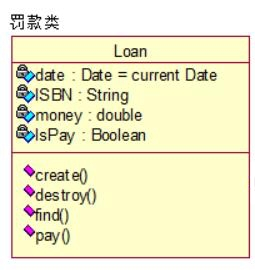 罚款类
Loan
date : Date = current Date
ISBN : String
money : double
IsPay : Boolean
create()
destroy()
find()
pay()